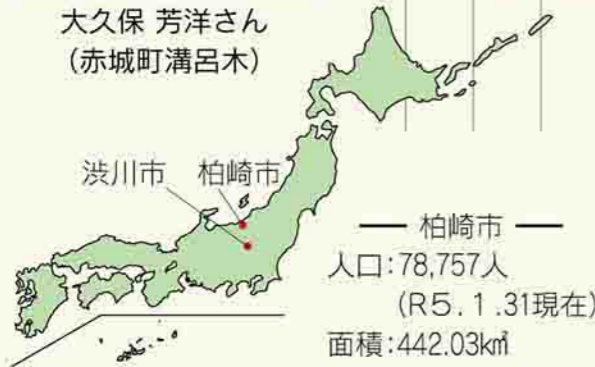 大久保 芳洋さん
(赤城町溝呂木)
渋川市 柏崎市
柏崎市
人口:78,757人
(R5.1.31現在)
面積:442.03k㎡